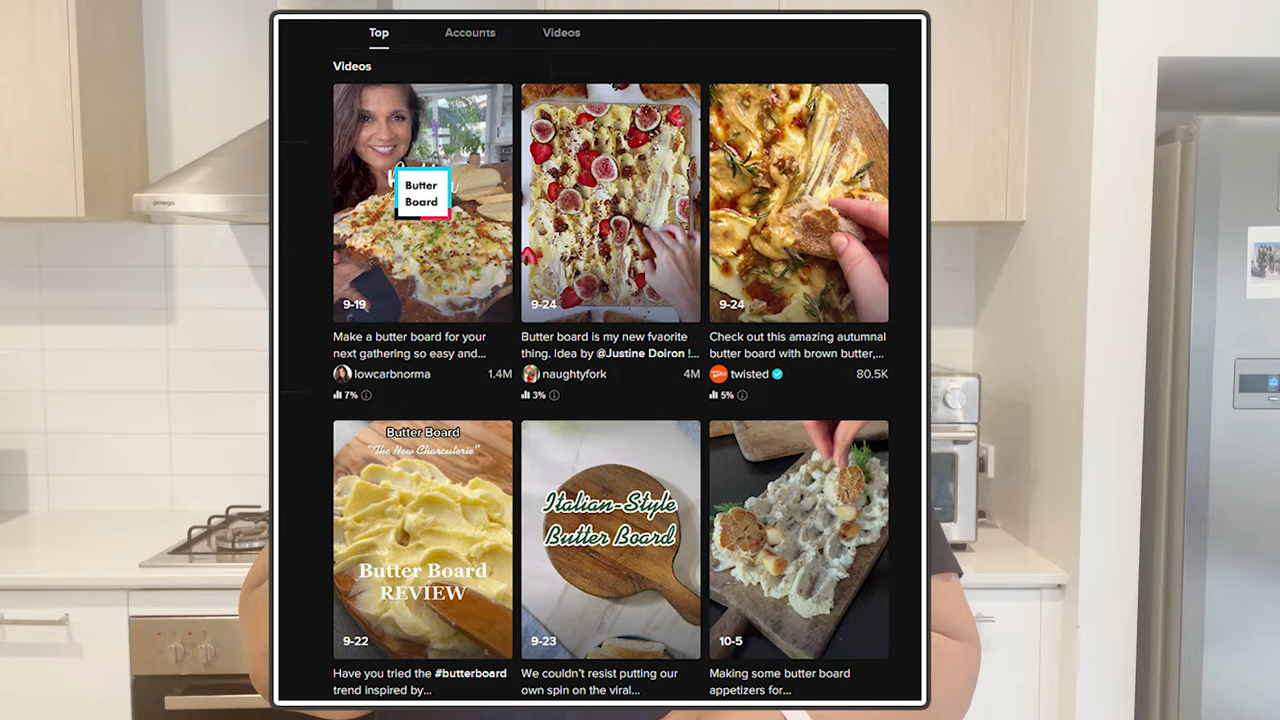 Top
Accounts
Videos
Videos
Butter
Board
9-19
9-24
9-24
Make a butter board for your
next gathering so easy and...
lowcarbnorma
1.4M
7%
Butter board is my new fvaorite
thing. Idea by @Justine Doiron !...
naughtyfork
4M
3%
Check out this amazing autumnal
butter board with brown butter,...
twisted
80.5K
5%
Butter Board
"The New Charcuterie"
Butter Board
REVIEW
9-22
Italian-Style
Butter Board
9-23
10-5
Have you tried the #butterboard
trend inspired by...
We couldn't resist putting our
own spin on the viral...
Making some butter board
appetizers for...
omega